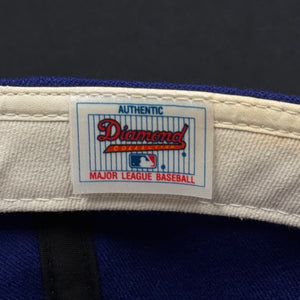 AUTHENTIC
Diamond
COLLECTION
MAJOR LEAGUE BASEBALL